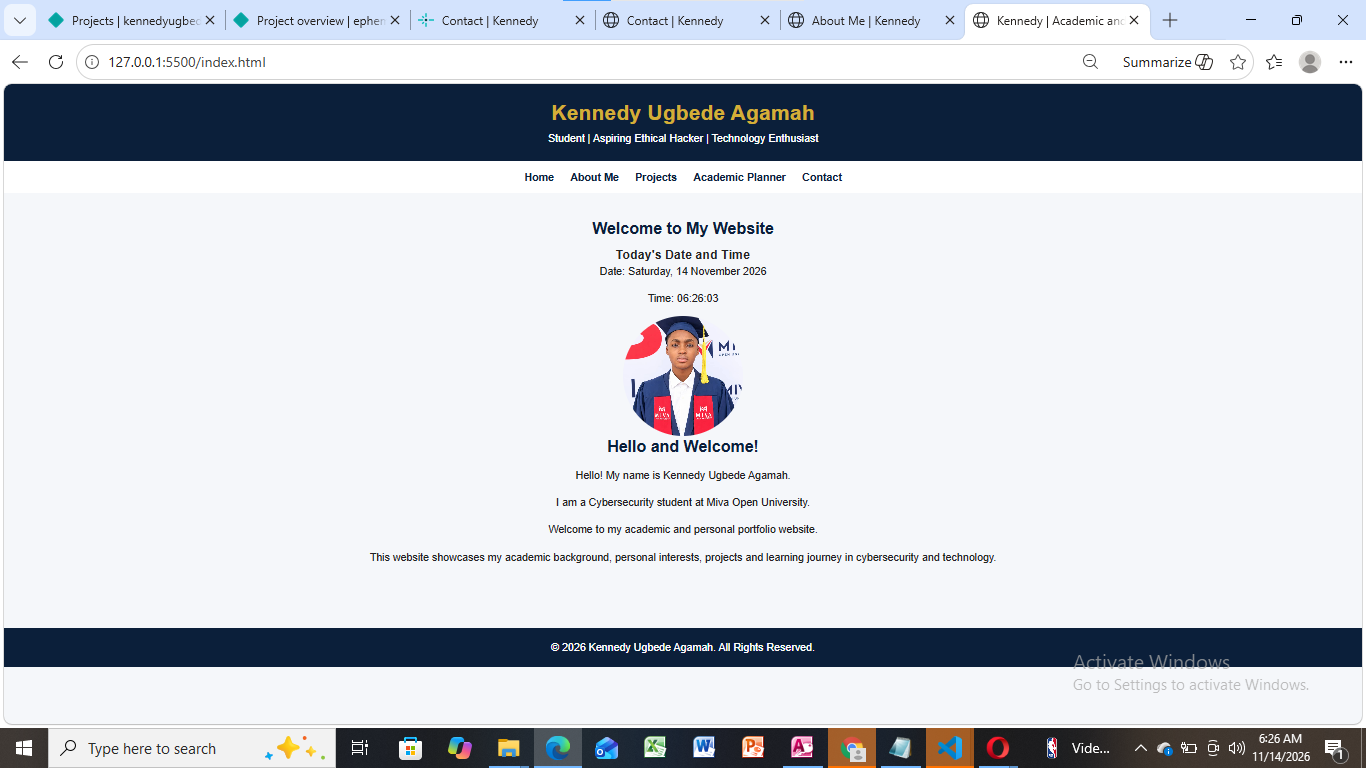 Projects | kennedyugbed
Project overview | ephem
Contact | Kennedy
Contact | Kennedy
About Me | Kennedy
Kennedy | Academic and
127.0.0.1:5500/index.html
Summarize
Kennedy Ugbede Agamah
Student | Aspiring Ethical Hacker | Technology Enthusiast
Home About Me Projects Academic Planner Contact
Welcome to My Website
Today's Date and Time
Date: Saturday, 14 November 2026
Time: 06:26:03
MIVA
MIVA
Hello and Welcome!
Hello! My name is Kennedy Ugbede Agamah.
I am a Cybersecurity student at Miva Open University.
Welcome to my academic and personal portfolio website.
This website showcases my academic background, personal interests, projects and learning journey in cybersecurity and technology.
© 2026 Kennedy Ugbede Agamah. All Rights Reserved.
Activate Windows
Go to Settings to activate Windows.
Type here to search
Vide...
6:26 AM
11/14/2026
1